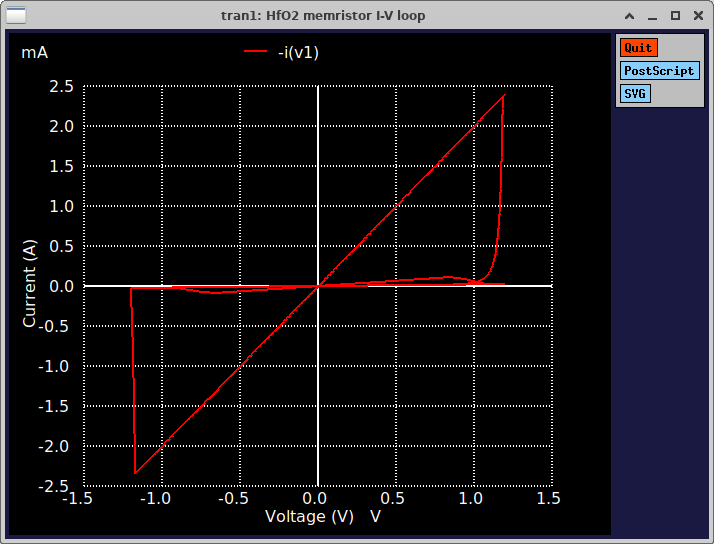 tran1: HfO2 memristor I-V loop
mA
-i(v1)
Quit
PostScript
SVG
2.5
2.0
1.5
1.0
0.5
0.0
-0.5
-1.0
-1.5
-2.0
-2.5
Current (A)
-1.5 -1.0 -0.5 0.0 0.5 1.0 1.5
Voltage (V) V